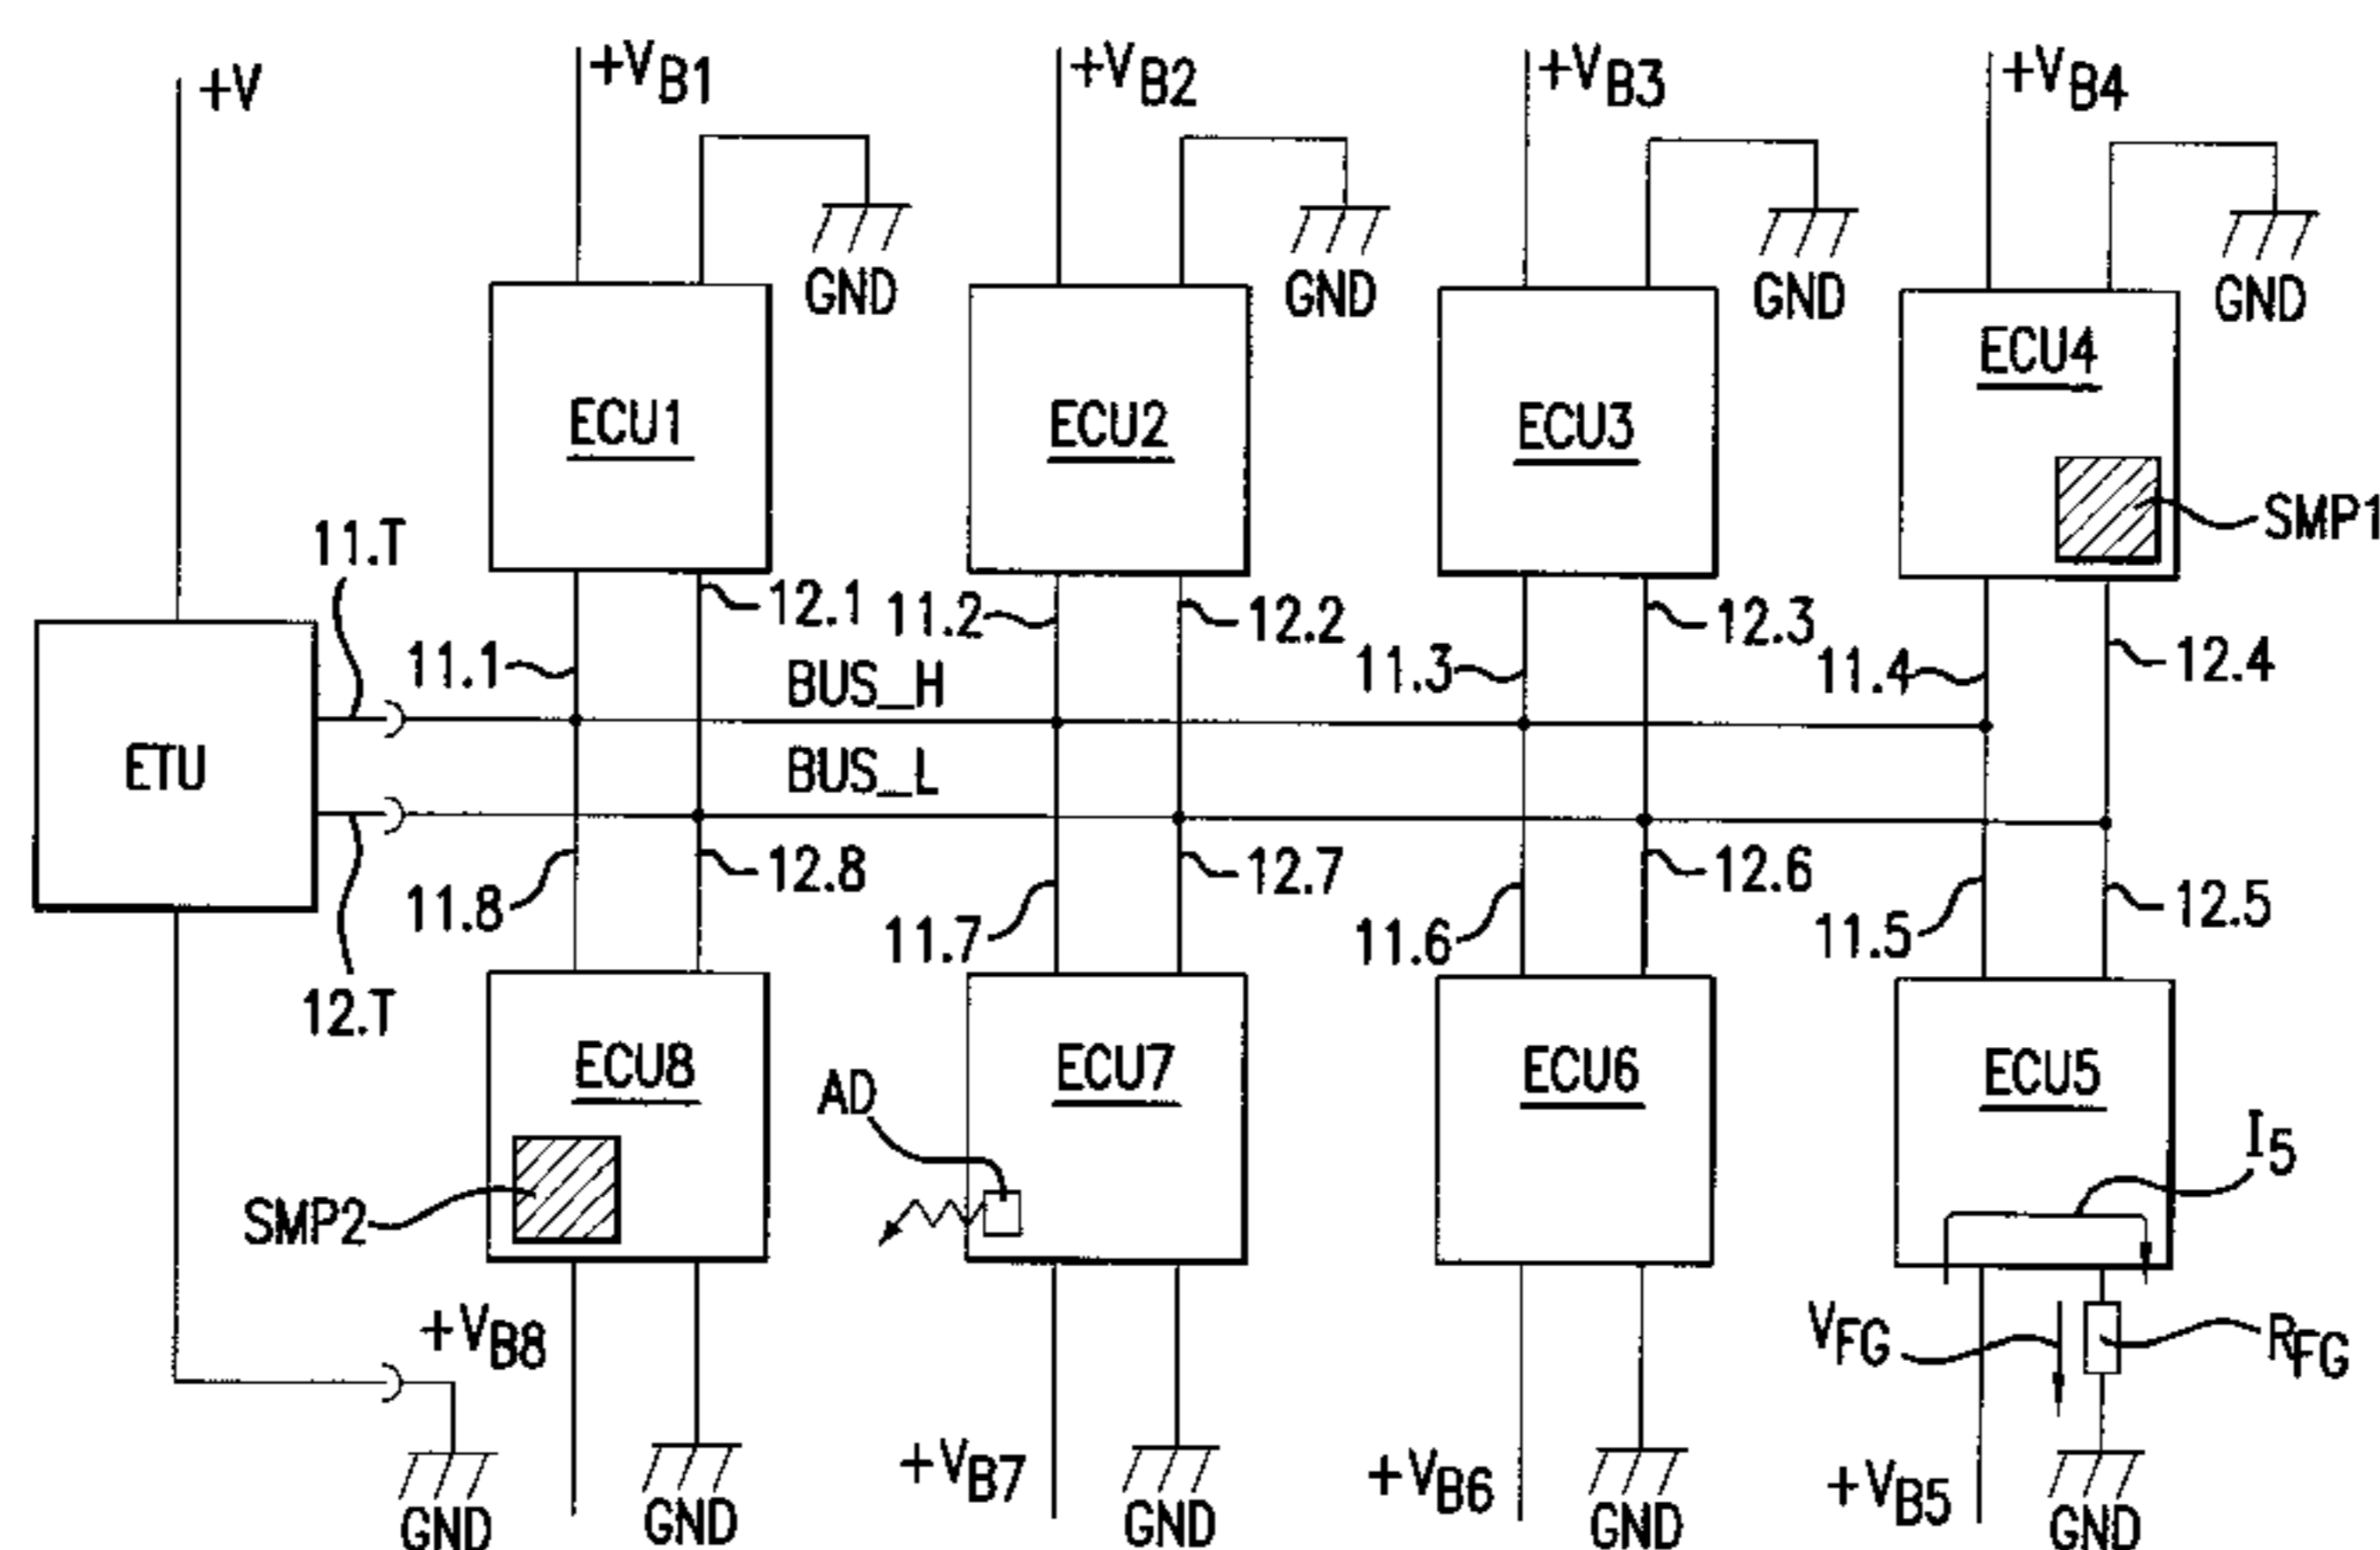 +V
+VB1
+VB2
+VB3
+VB4
GND
GND
GND
GND
ECU1
ECU2
ECU3
ECU4
SMP1
11.T
12.1
11.2
12.2
12.3
12.4
11.1
BUS_H
11.3
11.4
ETU
BUS_L
12.T
11.8
12.8
11.7
12.7
11.6
12.6
11.5
12.5
ECU8
ECU7
ECU6
ECU5
AD
I5
SMP2
+VB8
VFG
RFG
+VB7
+VB6
+VB5
GND
GND
GND
GND
GND